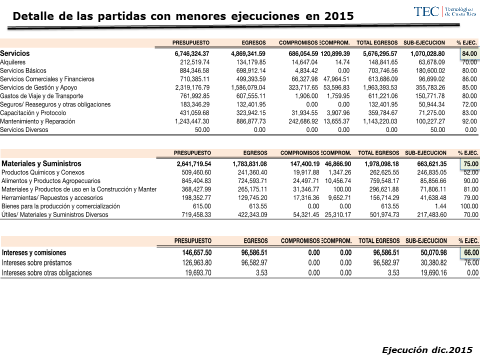 Detalle de las partidas con menores ejecuciones en 2015
TEC Tecnológico de Costa Rica
PRESUPUESTO EGRESOS COMPROMISOS COMPROM. TOTAL EGRESOS SUB-EJECUCION % EJEC.
Servicios 6,746,324.37 4,869,341.59 686,054.59 120,899.39 5,676,295.57 1,070,028.80 84.00
Alquileres 212,519.74 134,179.85 14,647.04 14.74 148,841.65 63,678.09 70.00
Servicios Básicos 884,346.58 698,912.14 4,834.42 0.00 703,746.56 180,600.02 80.00
Servicios Comerciales y Financieros 710,385.11 499,393.59 66,327.98 47,964.51 613,686.09 96,699.02 86.00
Servicios de Gestión y Apoyo 2,319,176.79 1,586,079.04 323,717.65 53,596.83 1,963,393.53 355,783.26 85.00
Gastos de Viaje y de Transporte 761,992.85 607,555.11 1,906.00 1,759.95 611,221.06 150,771.78 80.00
Seguros/ Reaseguros y otras obligaciones 183,346.29 132,401.95 0.00 0.00 132,401.95 50,944.34 72.00
Capacitación y Protocolo 431,059.68 323,942.15 31,934.55 3,907.96 359,784.67 71,275.00 83.00
Mantenimiento y Reparación 1,243,447.30 886,877.73 242,686.92 13,655.37 1,143,220.03 100,227.27 92.00
Servicios Diversos 50.00 0.00 0.00 0.00 0.00 50.00 0.00
PRESUPUESTO EGRESOS COMPROMISOS COMPROM. TOTAL EGRESOS SUB-EJECUCION % EJEC.
Materiales y Suministros 2,641,719.54 1,783,831.08 147,400.19 46,866.90 1,978,098.18 663,621.35 75.00
Productos Químicos y Conexos 509,460.60 241,360.40 19,917.88 1,347.26 262,625.55 246,835.05 52.00
Alimentos y Productos Agropecuarios 845,404.83 724,593.71 24,497.71 10,456.74 759,548.17 85,856.66 90.00
Materiales y Productos de uso en la Construcción y Manter 368,427.99 265,175.11 31,346.77 100.00 296,621.88 71,806.11 81.00
Herramientas/ Repuestos y accesorios 198,352.77 129,745.20 17,316.36 9,652.71 156,714.29 41,638.48 79.00
Bienes para la producción y comercialización 615.00 613.55 0.00 0.00 613.55 1.44 100.00
Útiles/ Materiales y Suministros Diversos 719,458.33 422,343.09 54,321.45 25,310.17 501,974.73 217,483.60 70.00
PRESUPUESTO EGRESOS COMPROMISOS COMPROM. TOTAL EGRESOS SUB-EJECUCION % EJEC.
Intereses y comisiones 146,657.50 96,586.51 0.00 0.00 96,586.51 50,070.98 66.00
Intereses sobre préstamos 126,963.80 96,582.97 0.00 0.00 96,582.97 30,380.82 76.00
Intereses sobre otras obligaciones 19,693.70 3.53 0.00 0.00 3.53 19,690.16 0.00
Ejecución dic.2015